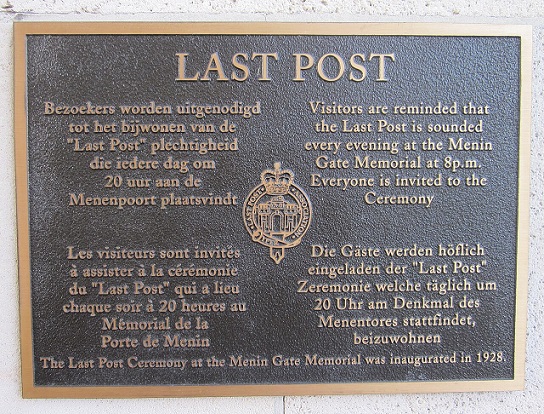 LAST POST
Bezoekers worden uitgenodigd
tot het bijwonen van de
"Last Post" plechtigheid
die iedere dag om
20 uur aan de
Menenpoort plaatsvindt
Visitors are reminded that
the Last Post is sounded
every evening at the Menin
Gate Memorial at 8p.m.
Everyone is invited to the
Ceremony
LAST POST ASSOCIATION
Les visiteurs sont invités
à assister à la cérémonie
du "Last Post" qui a lieu
chaque soir à 20 heures au
Mémorial de la
Porte de Menin
Die Gäste werden höflich
eingeladen der "Last Post"
Zeremonie welche täglich um
20 Uhr am Denkmal des
Menentores stattfindet,
beizuwohnen
The Last Post Ceremony at the Menin Gate Memorial was inaugurated in 1928.